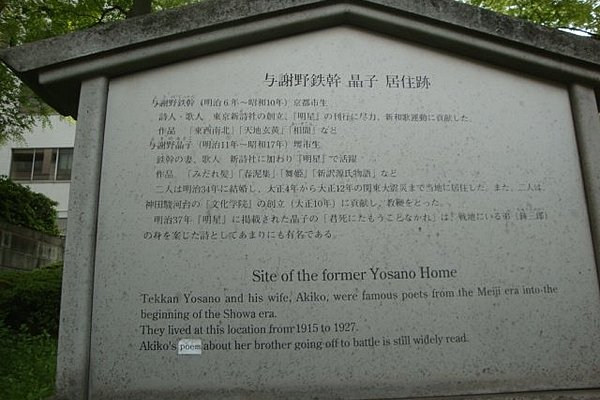 与謝野鉄幹 晶子 居住跡
与謝野鉄幹（明治６年～昭和10年）京都市生
詩人・歌人 東京新詩社の創立、『明星』の刊行に尽力、新和歌運動に貢献した。
作品 「東西南北」「天地玄黄」「相聞」など
与謝野晶子（明治11年～昭和17年）堺市生
鉄幹の妻、歌人 新詩社に加わり『明星』で活躍
作品 「みだれ髪」「春泥集」「舞姫」「新訳源氏物語」など
二人は明治34年に結婚し、大正4年から大正12年の関東大震災まで当地に居住した。また、二人は、
神田駿河台の『文化学院』の創立（大正10年）に貢献し、教鞭をとった。
明治37年『明星』に掲載された晶子の『君死にたもうことなかれ』は、戦地にいる弟（籌三郎）
の身を案じた詩としてあまりにも有名である。
Site of the former Yosano Home
Tekkan Yosano and his wife, Akiko, were famous poets from the Meiji era into the
beginening of the Showa era.
They lived at this location from 1915 to 1927.
Akiko's poem about her brother going off to battle is still widely read.